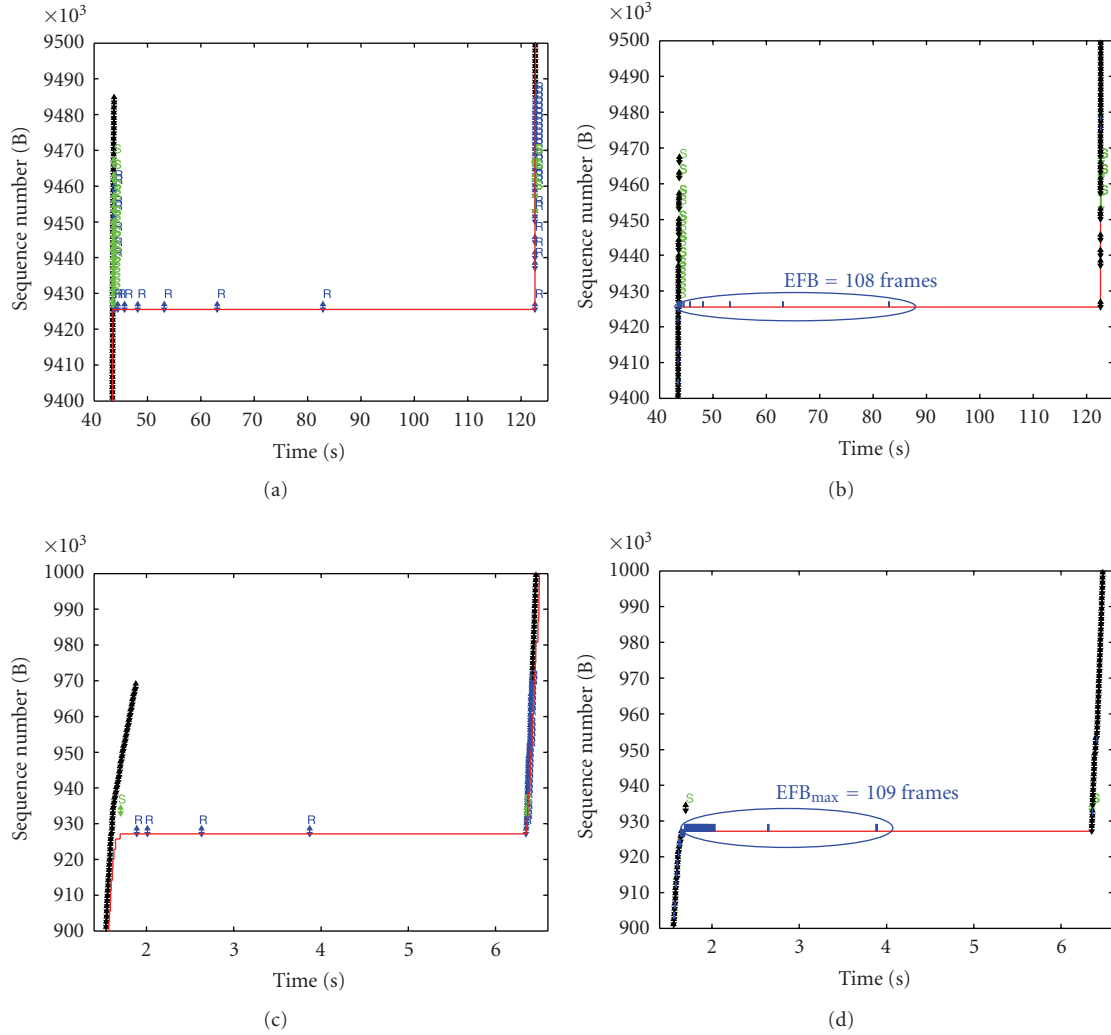 ×10³
9500
9490
9480
9470
9460
9450
9440
9430
9420
9410
9400
40 50 60 70 80 90 100 110 120
Sequence number (B)
Time (s)
R R R R R R
(a)
×10³
9500
9490
9480
9470
9460
9450
9440
9430
9420
9410
9400
40 50 60 70 80 90 100 110 120
Sequence number (B)
Time (s)
EFB = 108 frames
(b)
×10³
1000
990
980
970
960
950
940
930
920
910
900
2 3 4 5 6
Sequence number (B)
Time (s)
S
R R R R
(c)
×10³
1000
990
980
970
960
950
940
930
920
910
900
2 3 4 5 6
Sequence number (B)
Time (s)
S
S
EFBmax = 109 frames
(d)